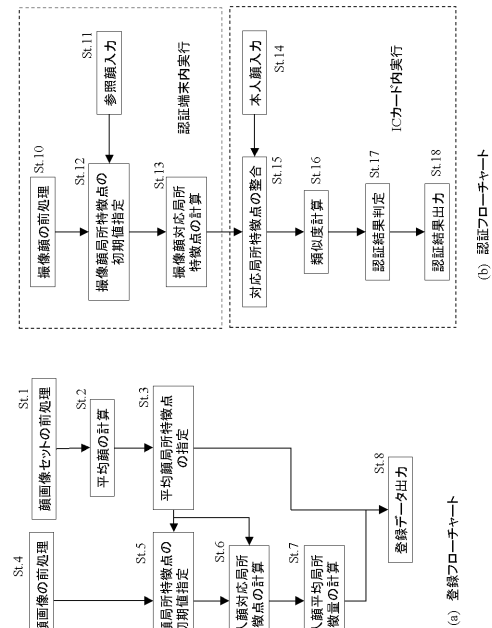 St.1
顔画像セットの前処理
St.2
平均顔の計算
St.3
平均顔局所特徴点
の指定
St.4
顔画像の前処理
St.5
顔局所特徴点の
初期値指定
St.6
人顔対応局所
特徴点の計算
St.7
人顔平均局所
特徴量の計算
St.8
登録データ出力
(a) 登録フローチャート
St.10
撮像顔の前処理
St.11
参照顔入力
St.12
撮像顔局所特徴点の
初期値指定
St.13
撮像顔対応局所
特徴点の計算
認証端末内実行
St.14
本人顔入力
St.15
対応局所特徴点の整合
St.16
類似度計算
St.17
認証結果判定
St.18
認証結果出力
ICカード内実行
(b) 認証フローチャート